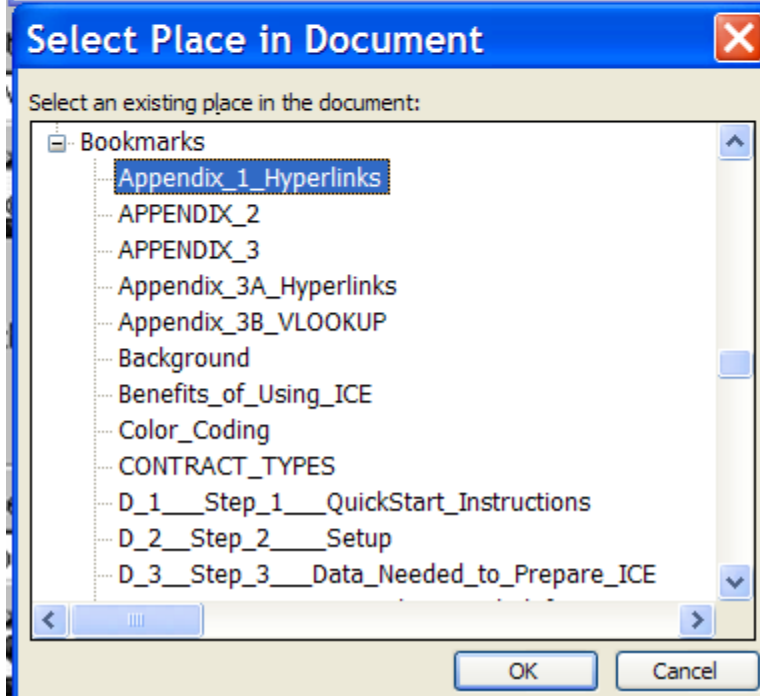 Select Place in Document
Select an existing place in the document:
Bookmarks
Appendix_1_Hyperlinks
APPENDIX_2
APPENDIX_3
Appendix_3A_Hyperlinks
Appendix_3B_VLOOKUP
Background
Benefits_of_Using_ICE
Color_Coding
CONTRACT_TYPES
D_1___Step_1___QuickStart_Instructions
D_2__Step_2____Setup
D_3__Step_3___Data_Needed_to_Prepare_ICE
OK Cancel